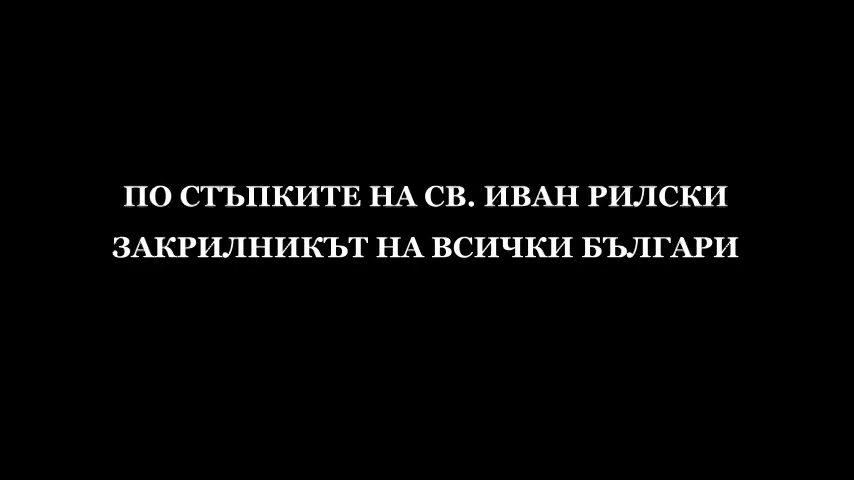 ПО СТЪПКИТЕ НА СВ. ИВАН РИЛСКИ
ЗАКРИЛНИКЪТ НА ВСИЧКИ БЪЛГАРИ